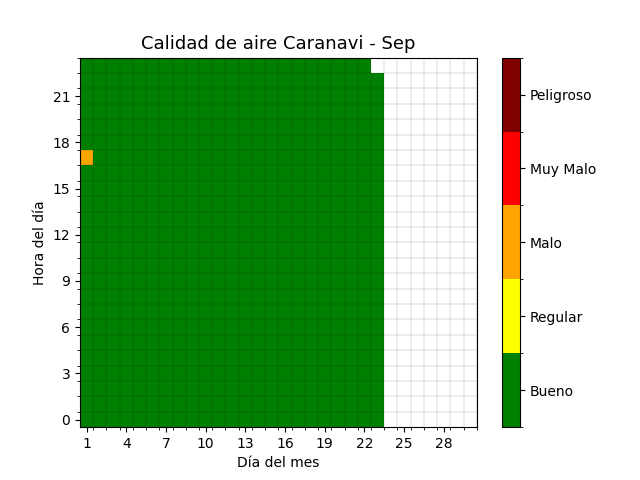 Calidad de aire Caranavi - Sep
Hora del día
21
18
15
12
9
6
3
0
1 4 7 10 13 16 19 22 25 28
Día del mes
Peligroso
Muy Malo
Malo
Regular
Bueno